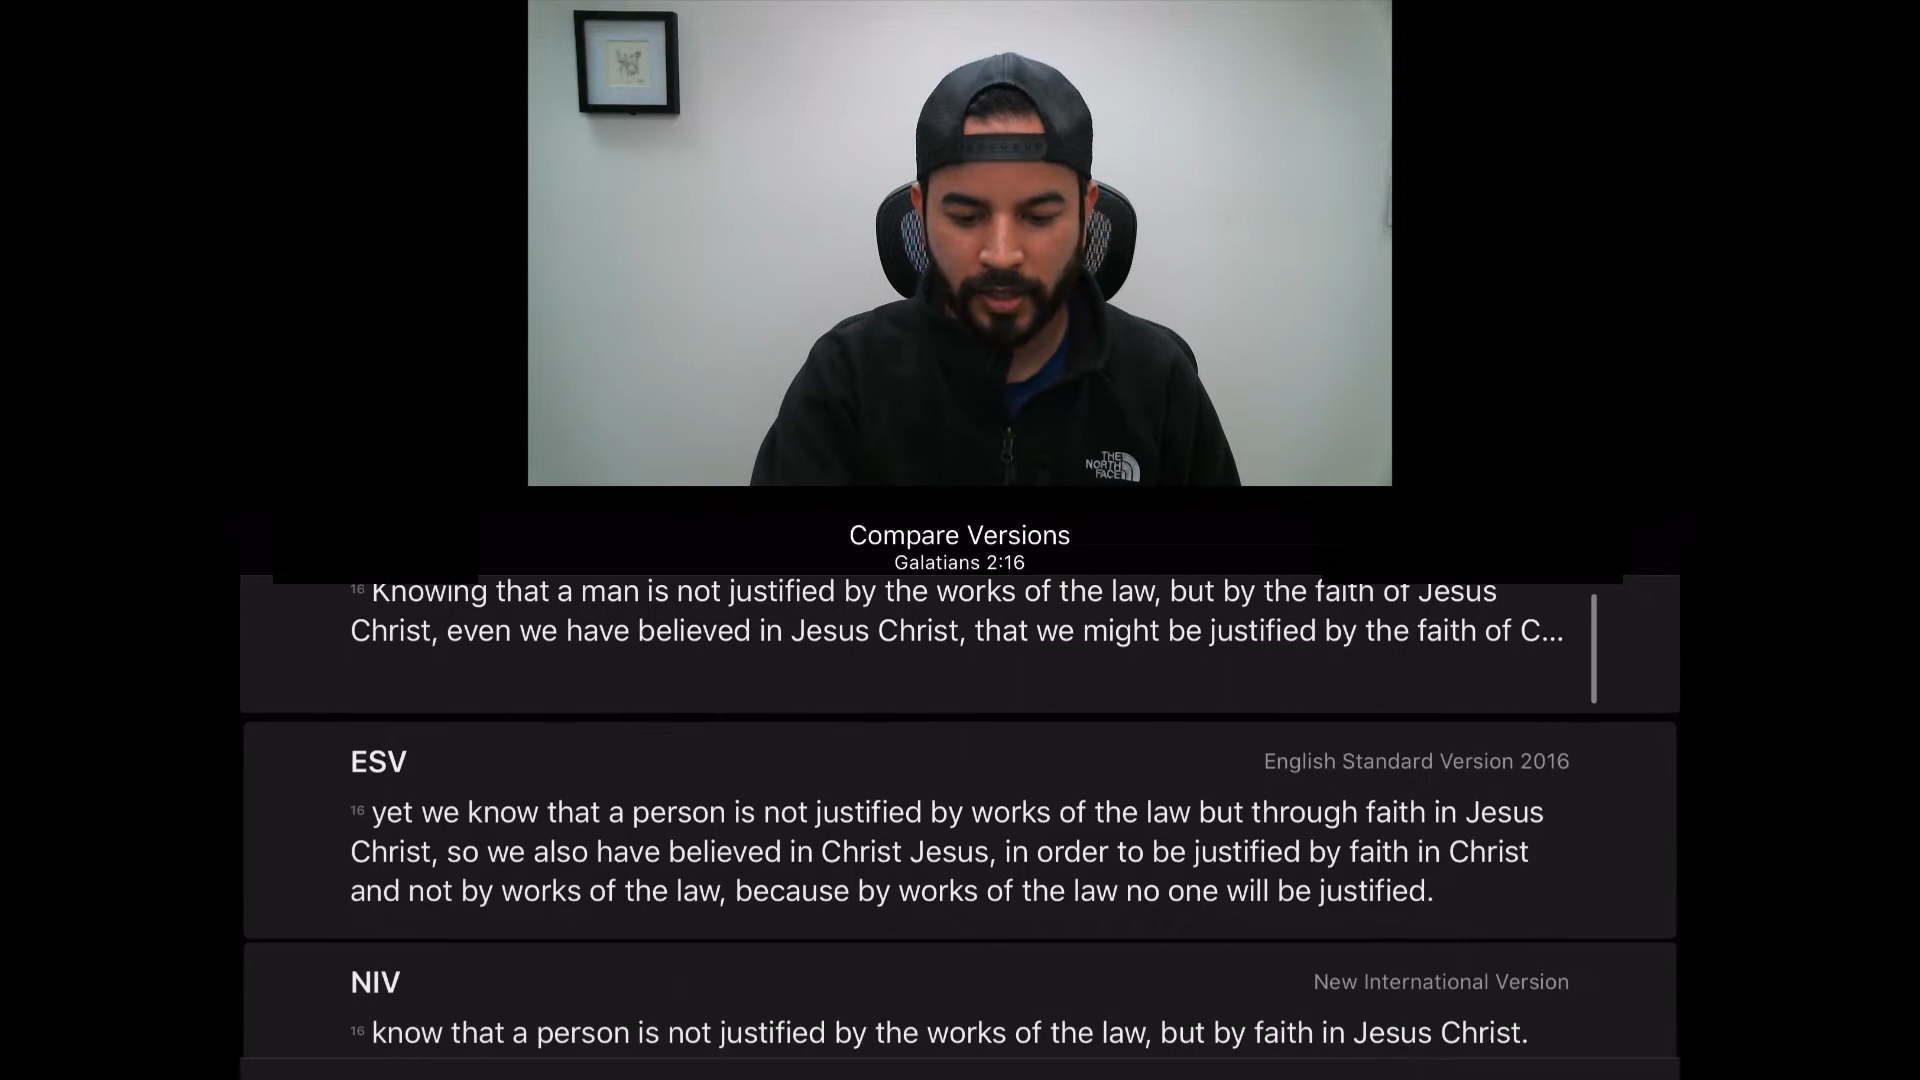 THE
NORTH
FACE
Compare Versions
Galatians 2:16
16 Knowing that a man is not justified by the works of the law, but by the faith of Jesus
Christ, even we have believed in Jesus Christ, that we might be justified by the faith of C...
ESV
English Standard Version 2016
16 yet we know that a person is not justified by works of the law but through faith in Jesus
Christ, so we also have believed in Christ Jesus, in order to be justified by faith in Christ
and not by works of the law, because by works of the law no one will be justified.
NIV
New International Version
16 know that a person is not justified by the works of the law, but by faith in Jesus Christ.